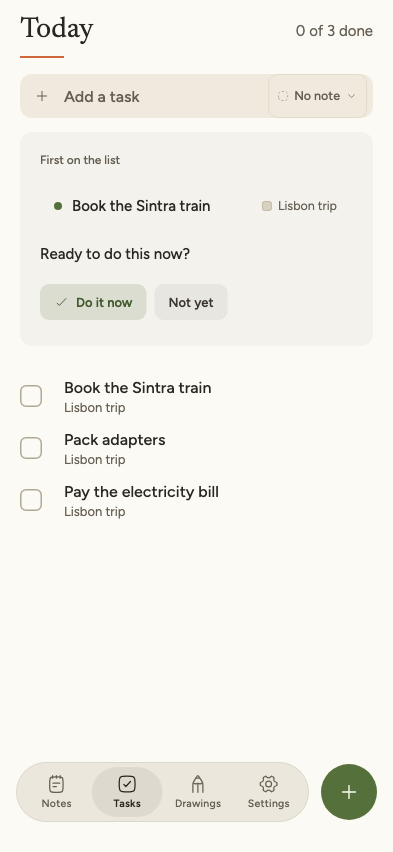 Today
0 of 3 done
Add a task
No note
First on the list
Book the Sintra train
Lisbon trip
Ready to do this now?
Do it now
Not yet
Book the Sintra train
Lisbon trip
Pack adapters
Lisbon trip
Pay the electricity bill
Lisbon trip
Notes
Tasks
Drawings
Settings